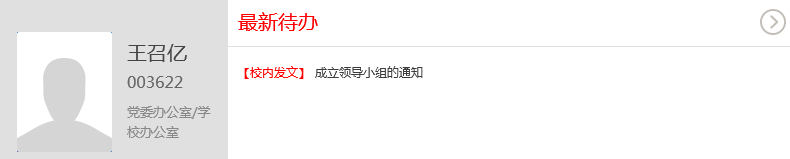 王召亿
003622
党委办公室/学
校办公室
最新待办
【校内发文】 成立领导小组的通知